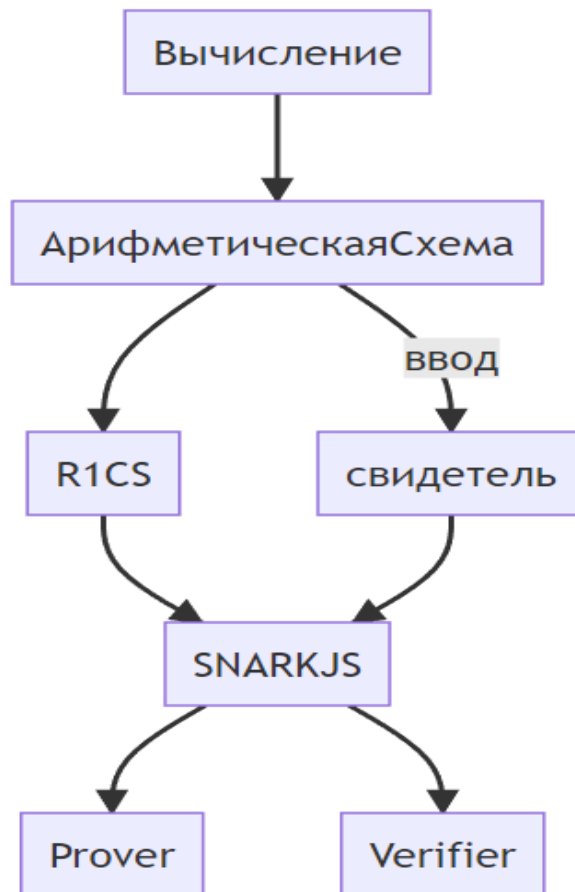 Вычисление
АрифметическаяСхема
ввод
R1CS
свидетель
SNARKJS
Prover
Verifier